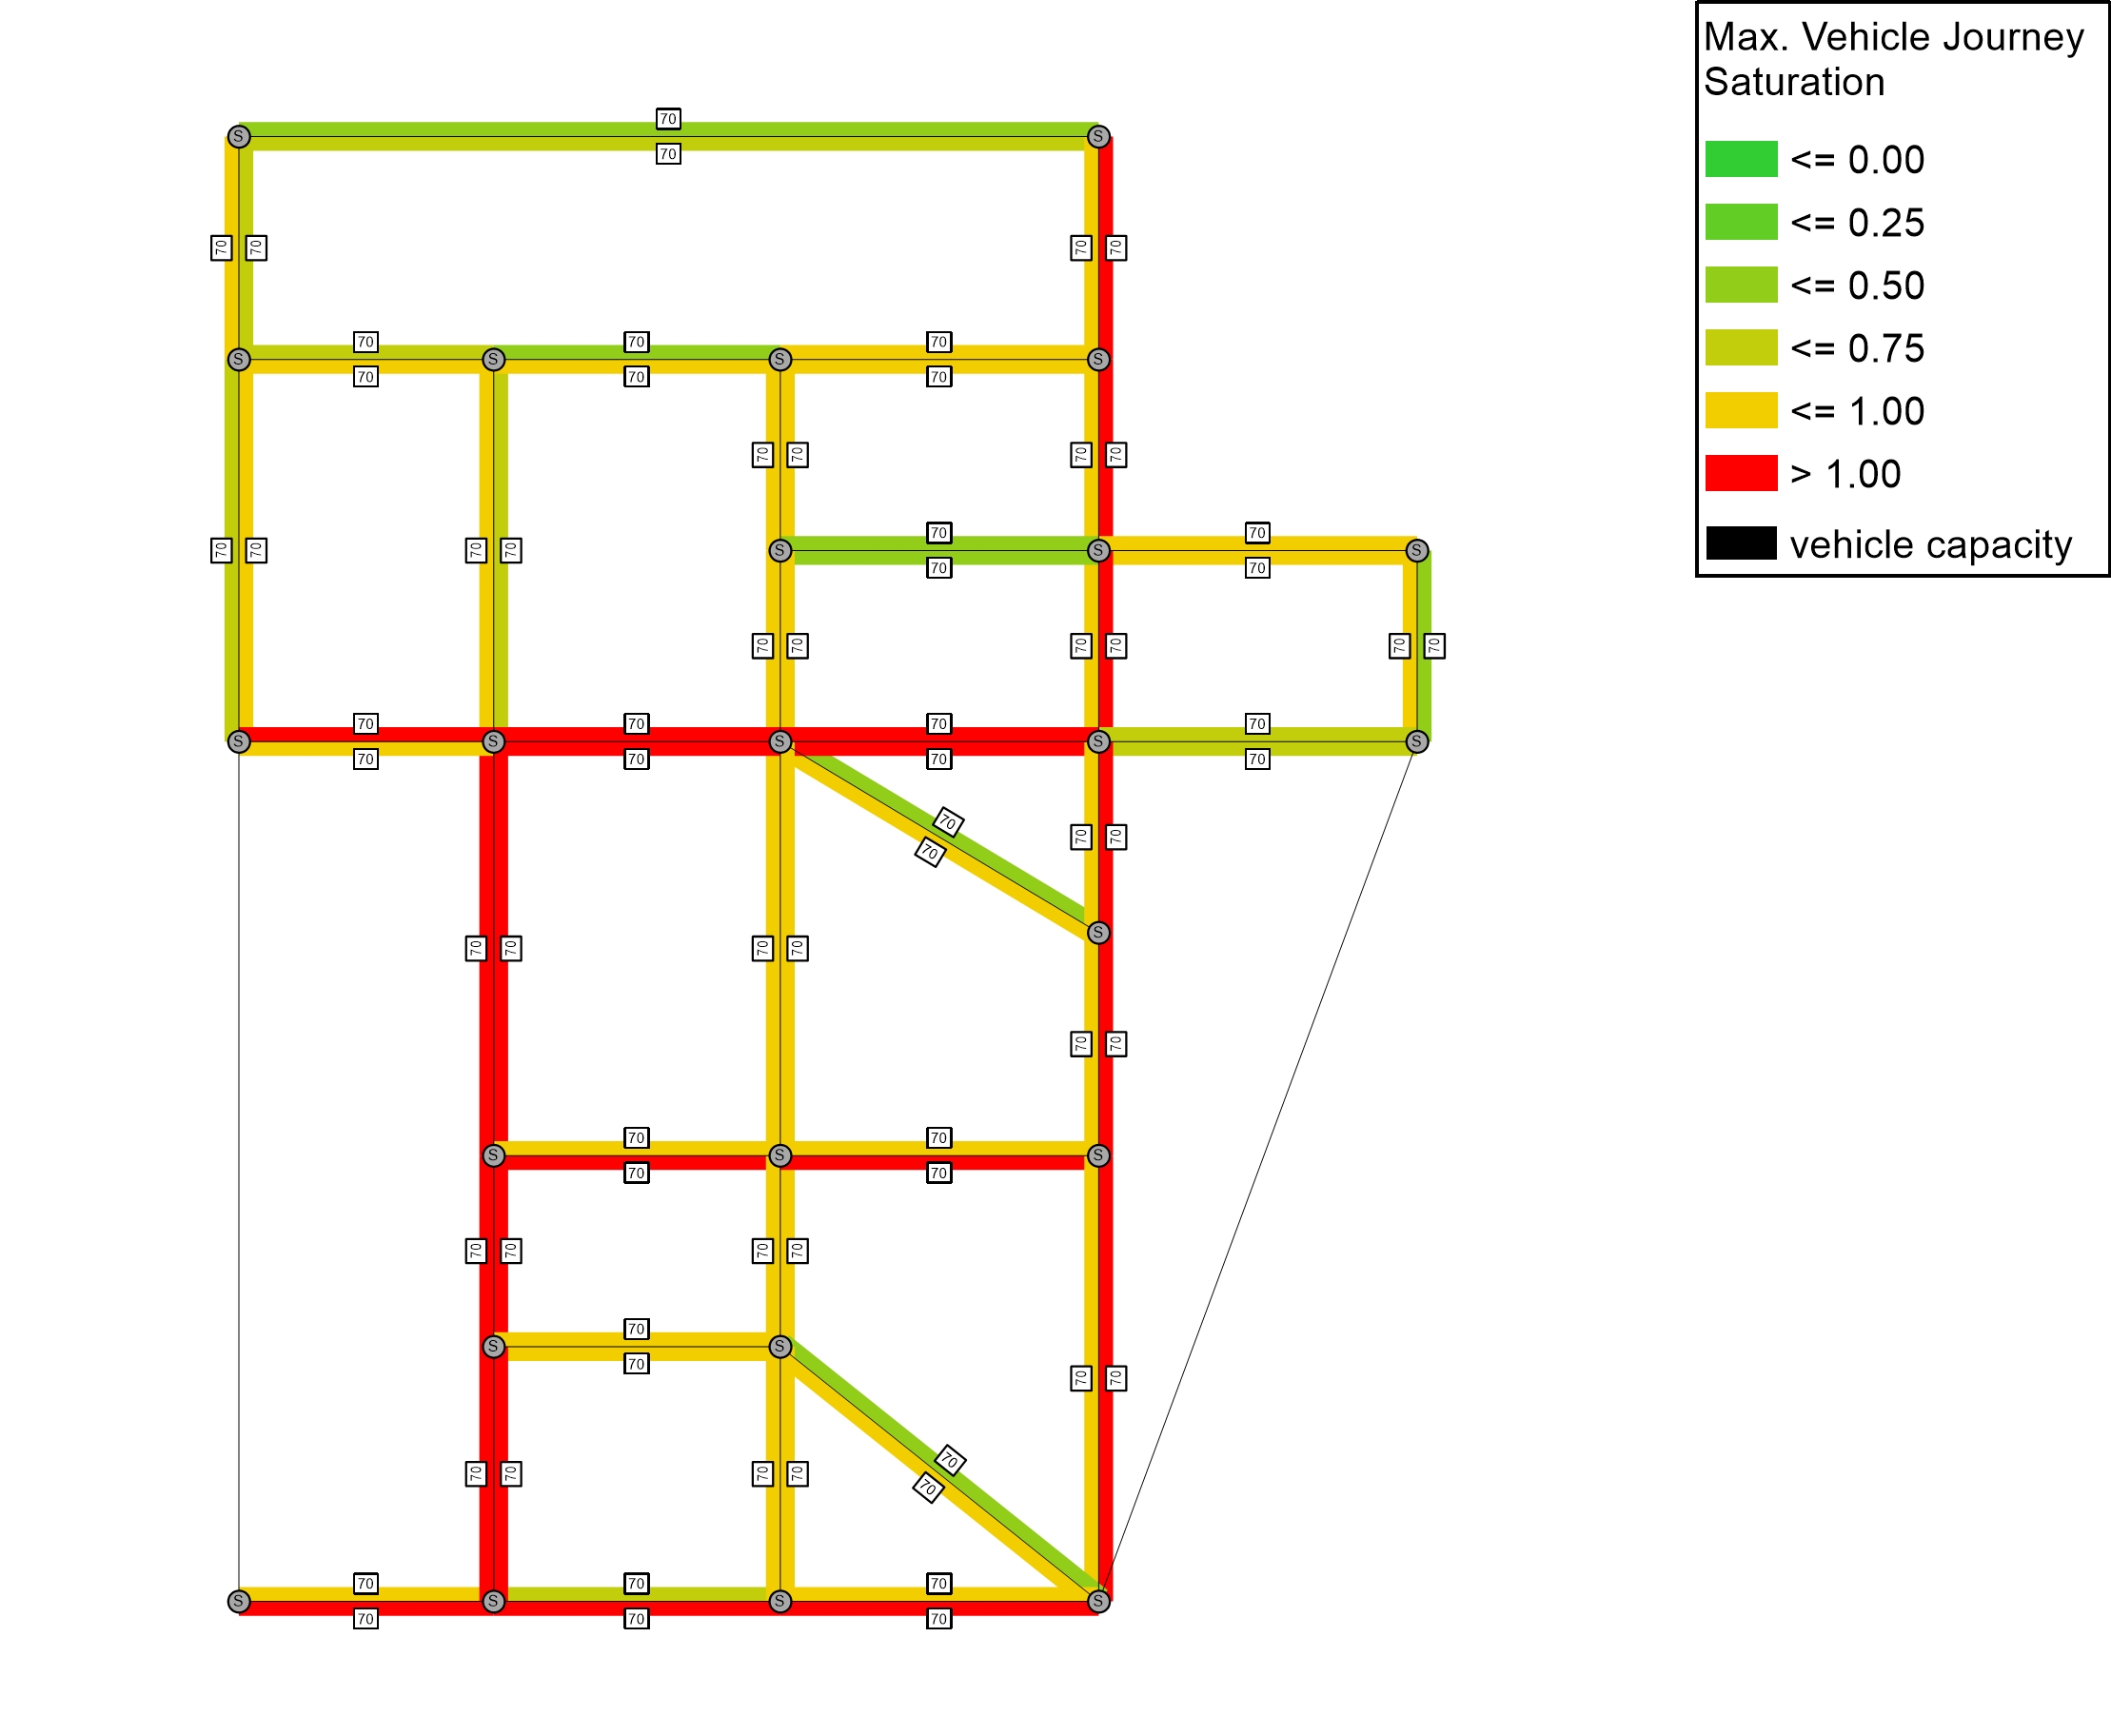 Max. Vehicle Journey
Saturation
<= 0.00
<= 0.25
<= 0.50
<= 0.75
<= 1.00
> 1.00
vehicle capacity
70
S S
70
70 70 70 70
70 70 70
S S S S
70 70 70
70 70 70 70
70 70
70 70 70 70 S S S
70 70
70 70 70 70 70 70
70 70 70 70
S S S S S
70 70 70 70
70
70 70
70
S
70 70 70 70
70 70
70 70
S S S
70 70
70 70 70 70
70
S S
70
70 70
70
70 70 70 70
70
70 70 70
S S S S
70 70 70